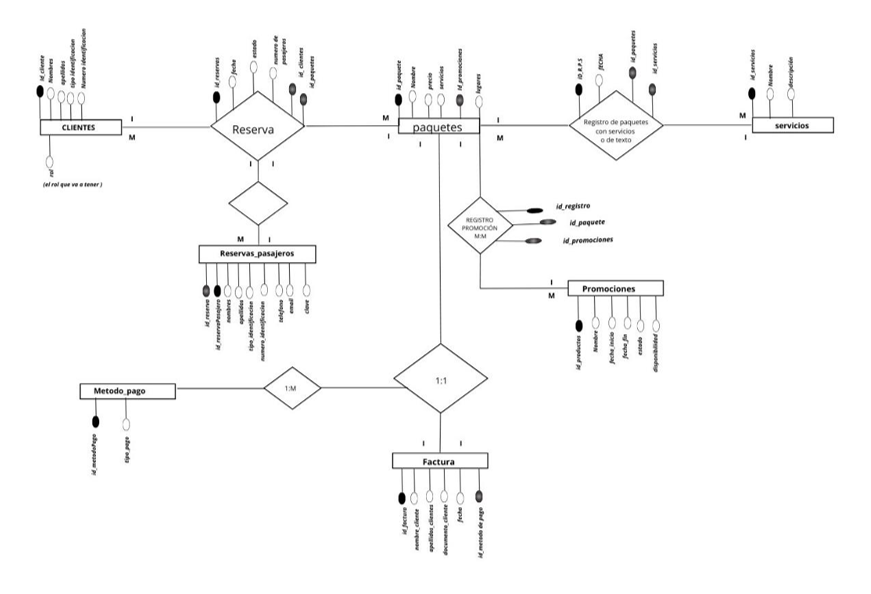 id_cliente
Nombres
apellidos
tipo identificacion
Numero identificacion
CLIENTES
I
M
rol
(el rol que va a tener )
id_reservas
fecha
estado
numero de
pasajeros
id_clientes
id_paquetes
Reserva
I I
M I
Reservas_pasajeros
id_reserva
id_reservaPasajero
nombres
apellidos
tipo_identificacion
numero_identificacion
telefono
email
clave
id_paquete
Nombre
precio
servicios
id_promociones
lugares
M
I
paquetes
I I
I
M
ID_R.P.S
fECHA
id_paquetes
id_servicios
Registro de paquetes
con servicios
o de texto
M
I
id_servicios
Nombre
descripción
servicios
REGISTRO
PROMOCIÓN
M:M
id_registro
id_paquete
id_promociones
I
M
Promociones
id_productos
Nombre
fecha_inicio
fecha_fin
estado
disponibilidad
Metodo_pago
id_metodoPago
tipo_pago
1:M
1:1
I I
Factura
id_factura
nombre_cliente
apellidos_clientes
documento_cliente
fecha
id_metodo de pago